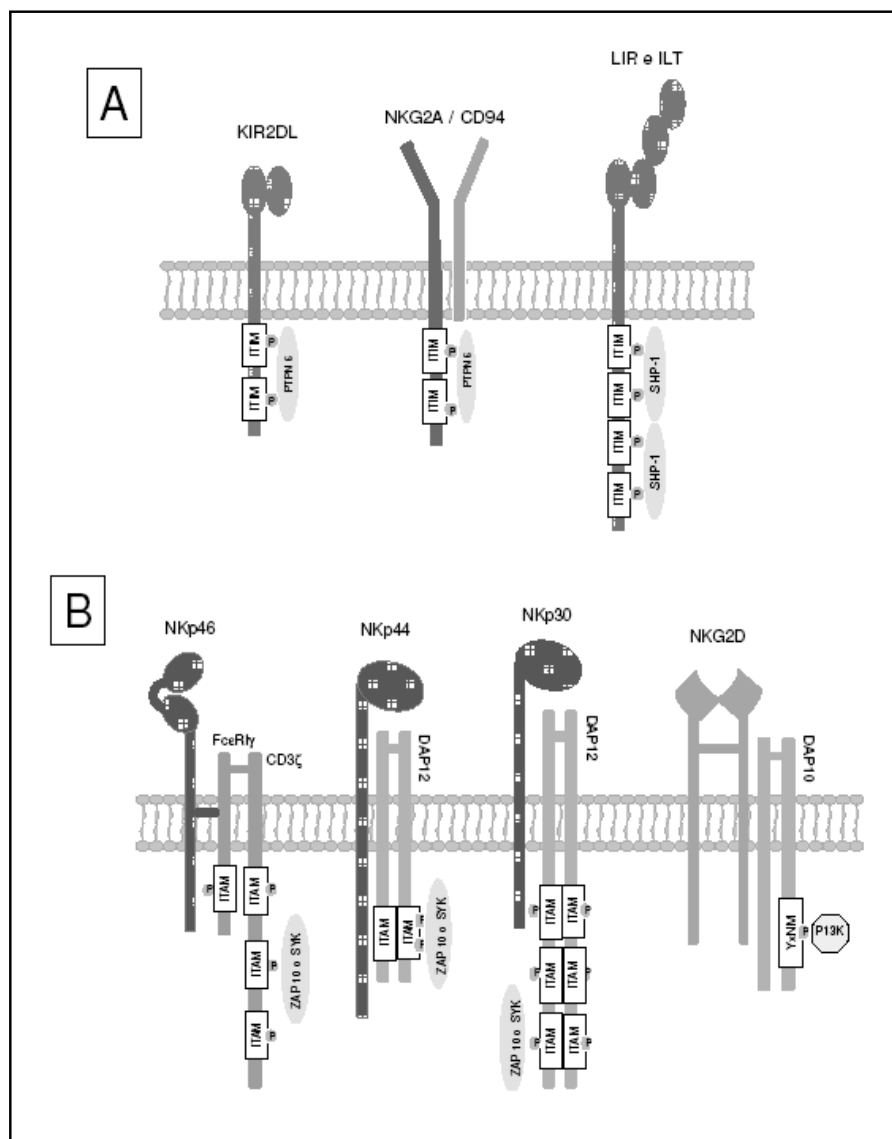 A
KIR2DL
NKG2A / CD94
LIR e ILT
ITIM
P
ITIM
P
PTPN 6
ITIM
P
ITIM
P
PTPN 6
ITIM
P
ITIM
P
SHP-1
ITIM
P
ITIM
P
SHP-1
B
NKp46
NKp44
NKp30
NKG2D
FcεRIγ
CD3ζ
DAP12
DAP12
DAP10
P
ITAM
ITAM
P
ITAM
P
ITAM
P
ZAP 10 o SYK
ITAM
ITAM
P
P
ZAP 10 o SYK
P
ITAM
ITAM
P
P
ITAM
ITAM
P
P
ITAM
ITAM
P
ZAP 10 o SYK
YxNM
P
P13K